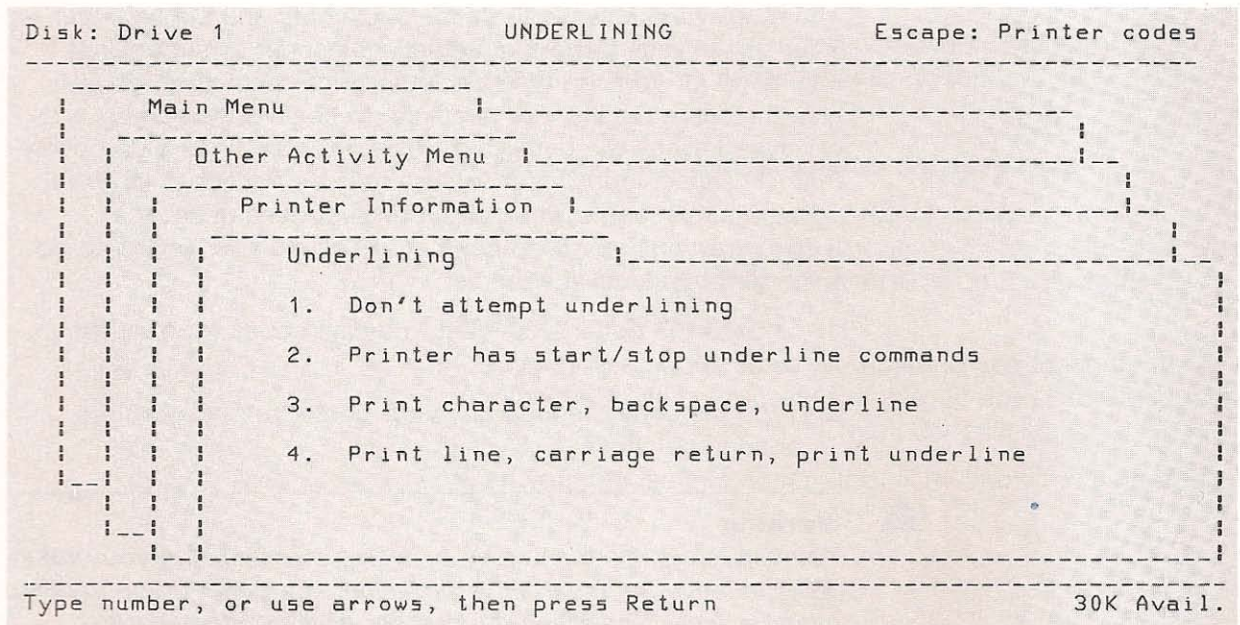 Disk: Drive 1 UNDERLINING Escape: Printer codes
Main Menu
Other Activity Menu
Printer Information
Underlining
1. Don't attempt underlining
2. Printer has start/stop underline commands
3. Print character, backspace, underline
4. Print line, carriage return, print underline
Type number, or use arrows, then press Return 30K Avail.